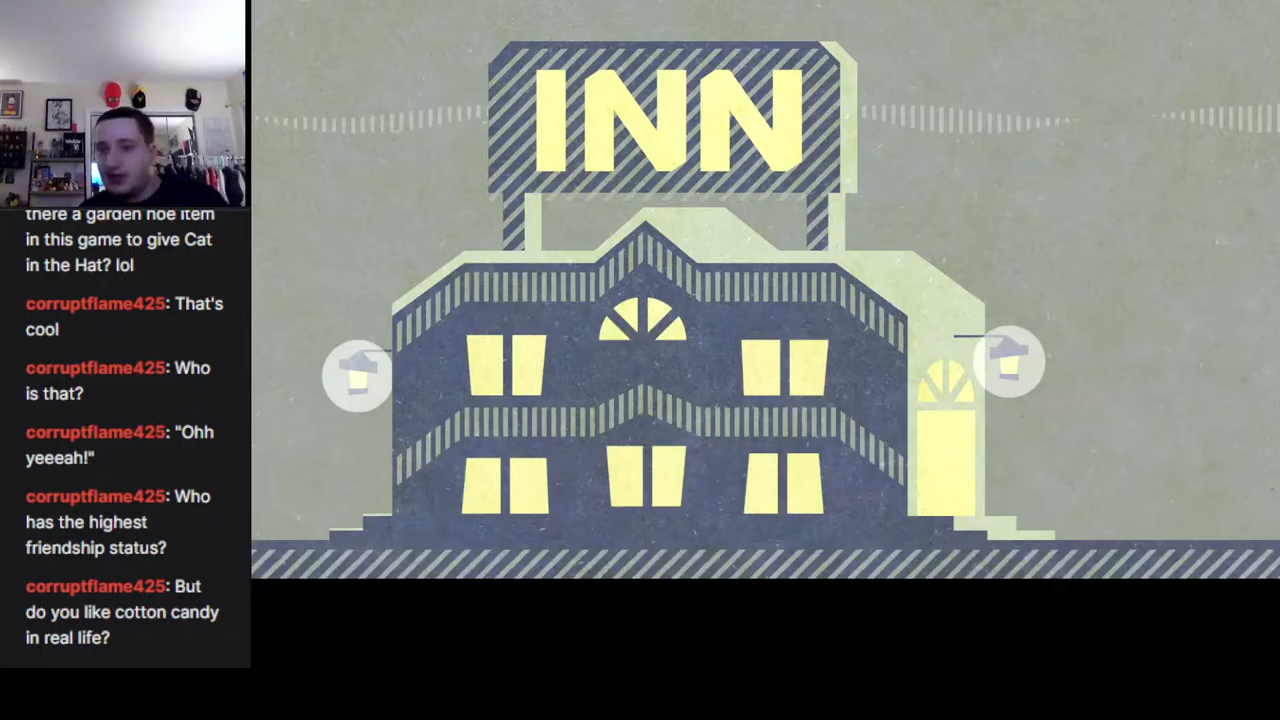 INN
there a garden hoe item
in this game to give Cat
in the Hat? lol
corruptflame425: That's
cool
corruptflame425: Who
is that?
corruptflame425: "Ohh
yeeeah!"
corruptflame425: Who
has the highest
friendship status?
corruptflame425: But
do you like cotton candy
in real life?